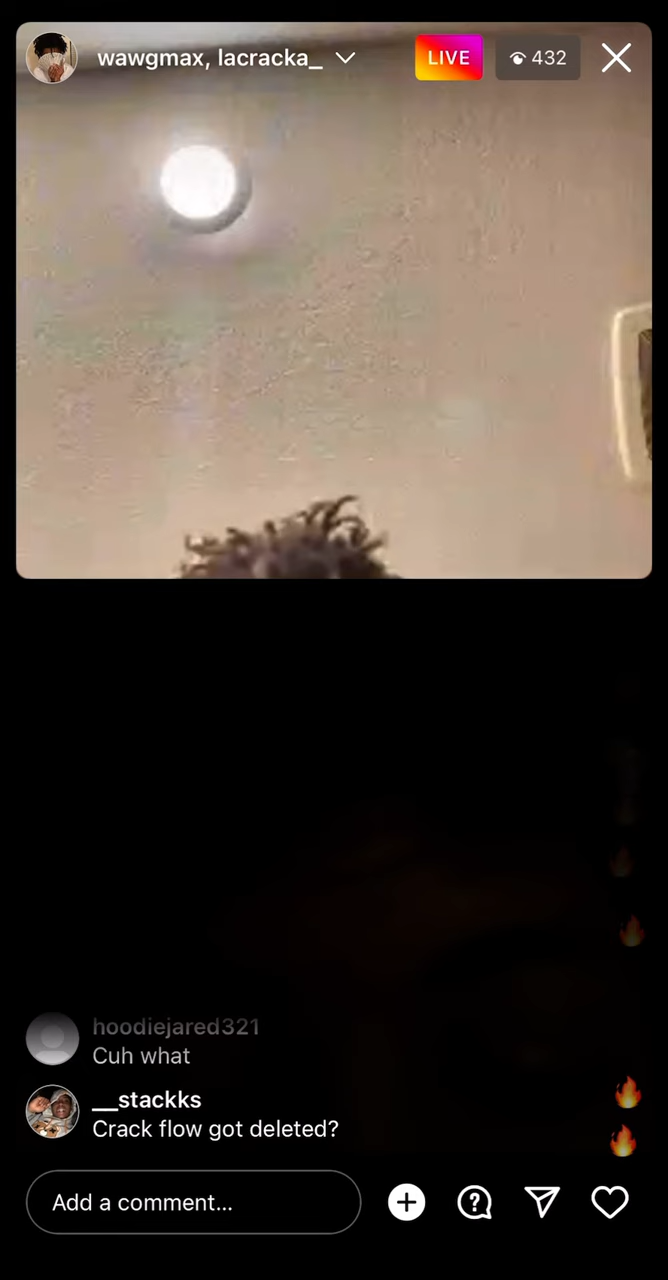 wawgmax, lacracka_
LIVE
432
hoodiejared321
Cuh what
__stackks
Crack flow got deleted?
Add a comment...